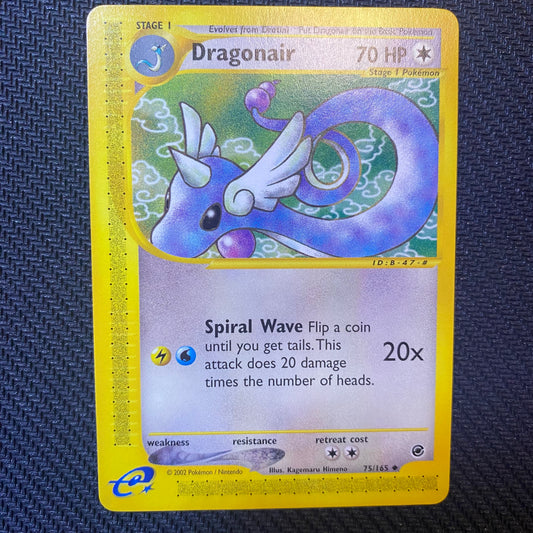 STAGE 1
Evolves from Dratini Put Dragonair on the Basic Pokémon
Dragonair 70 HP
Stage 1 Pokémon
ID:B-47-#
Spiral Wave Flip a coin
until you get tails. This
attack does 20 damage
times the number of heads.
20x
weakness resistance retreat cost
© 2002 Pokémon / Nintendo
Illus. Kagemaru Himeno
75/165
e